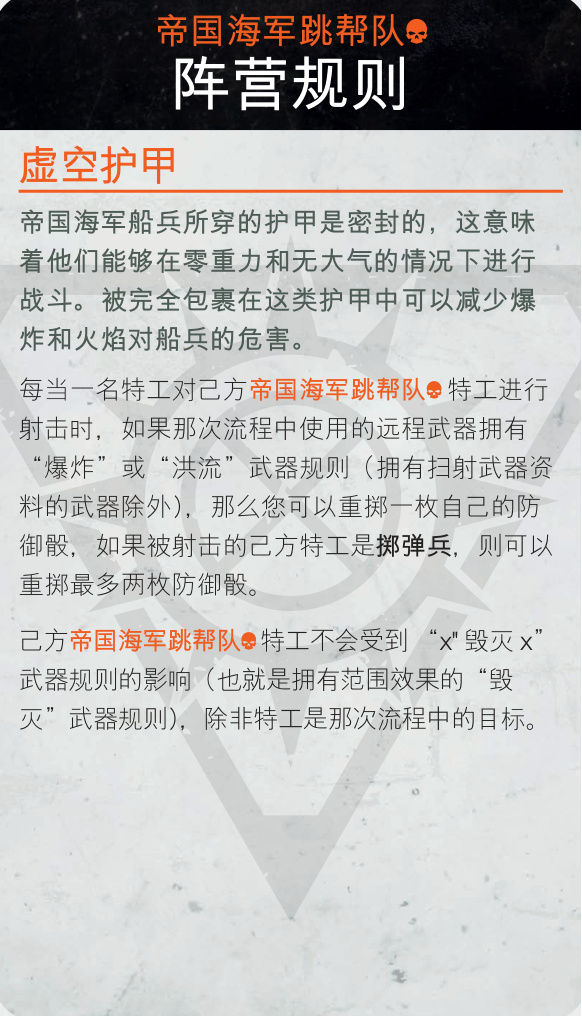 帝国海军跳帮队
阵营规则
虚空护甲
帝国海军船兵所穿的护甲是密封的，这意味
着他们能够在零重力和无大气的情况下进行
战斗。被完全包裹在这类护甲中可以减少爆
炸和火焰对船兵的危害。
每当一名特工对己方帝国海军跳帮队特工进行
射击时，如果那次流程中使用的远程武器拥有
“爆炸”或“洪流”武器规则（拥有扫射武器资
料的武器除外），那么您可以重掷一枚自己的防
御骰，如果被射击的己方特工是掷弹兵，则可以
重掷最多两枚防御骰。
己方帝国海军跳帮队特工不会受到 “x" 毁灭 x”
武器规则的影响（也就是拥有范围效果的“毁
灭”武器规则），除非特工是那次流程中的目标。